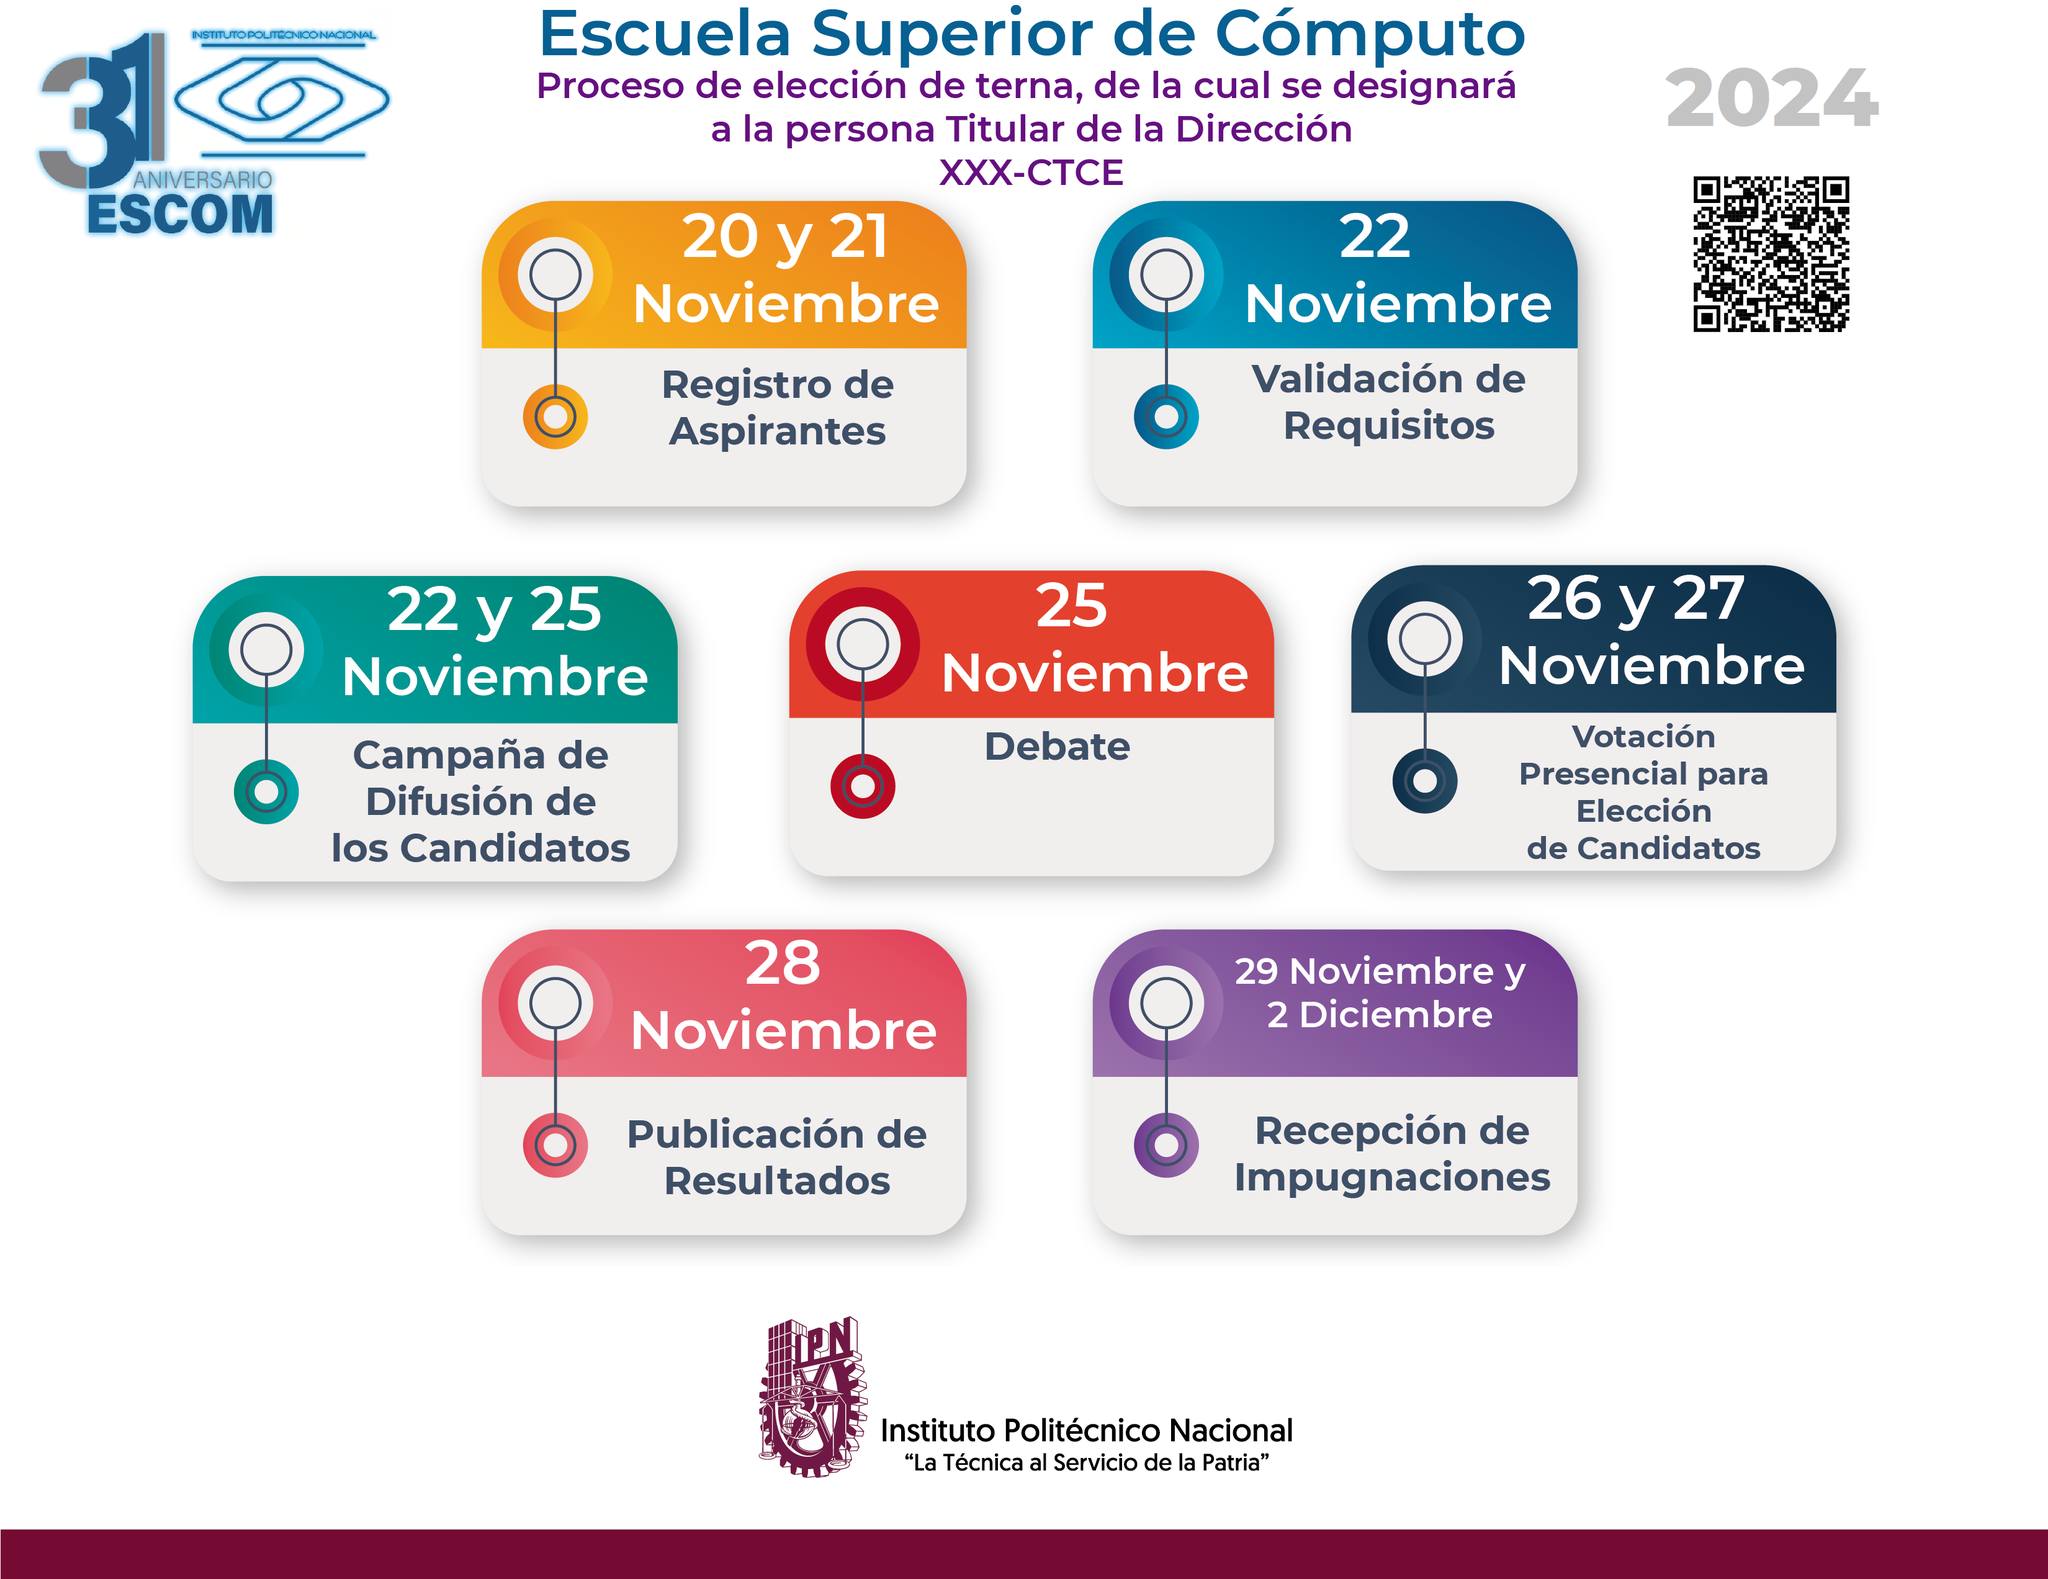 INSTITUTO POLITÉCNICO NACIONAL
31
ANIVERSARIO
ESCOM
Escuela Superior de Cómputo
Proceso de elección de terna, de la cual se designará
a la persona Titular de la Dirección
XXX-CTCE
2024
20 y 21
Noviembre
Registro de
Aspirantes
22
Noviembre
Validación de
Requisitos
22 y 25
Noviembre
Campaña de
Difusión de
los Candidatos
25
Noviembre
Debate
26 y 27
Noviembre
Votación
Presencial para
Elección
de Candidatos
28
Noviembre
Publicación de
Resultados
29 Noviembre y
2 Diciembre
Recepción de
Impugnaciones
IPN
Instituto Politécnico Nacional
“La Técnica al Servicio de la Patria”